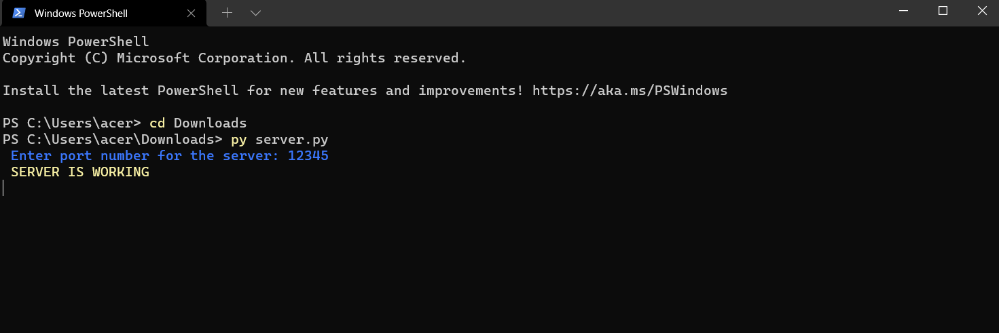 Windows PowerShell
Windows PowerShell
Copyright (C) Microsoft Corporation. All rights reserved.
Install the latest PowerShell for new features and improvements! https://aka.ms/PSWindows
PS C:\Users\acer> cd Downloads
PS C:\Users\acer\Downloads> py server.py
Enter port number for the server: 12345
SERVER IS WORKING